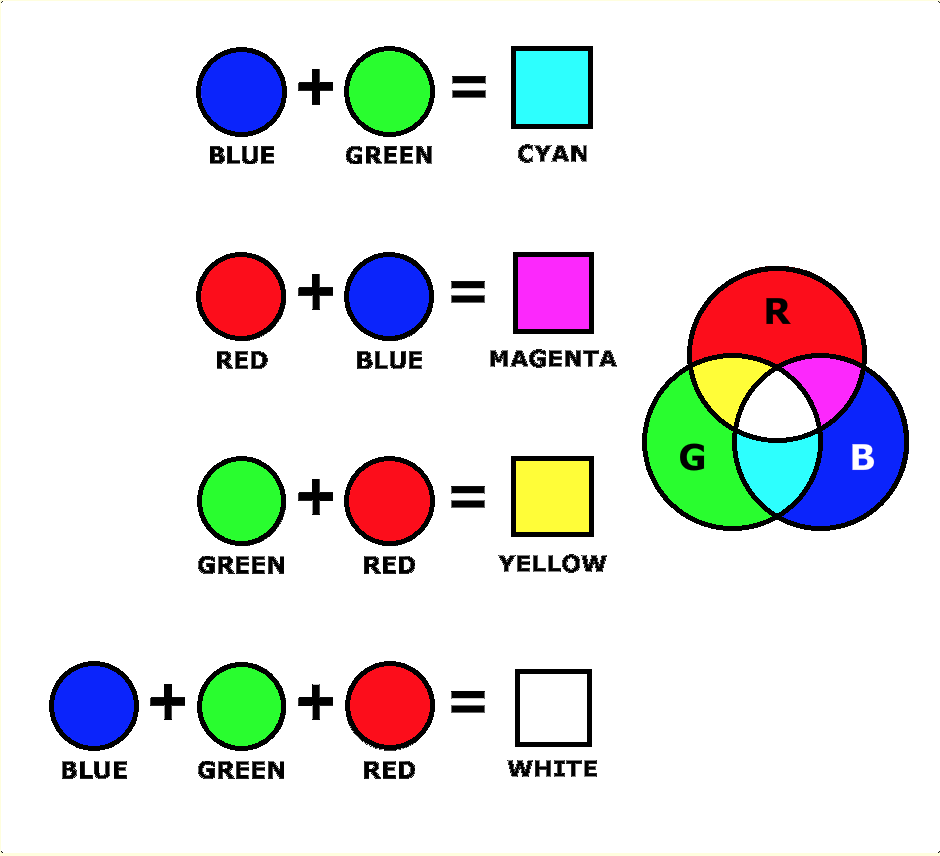 + =
BLUE GREEN CYAN
+ =
RED BLUE MAGENTA
R
G B
+ =
GREEN RED YELLOW
+ + =
BLUE GREEN RED WHITE